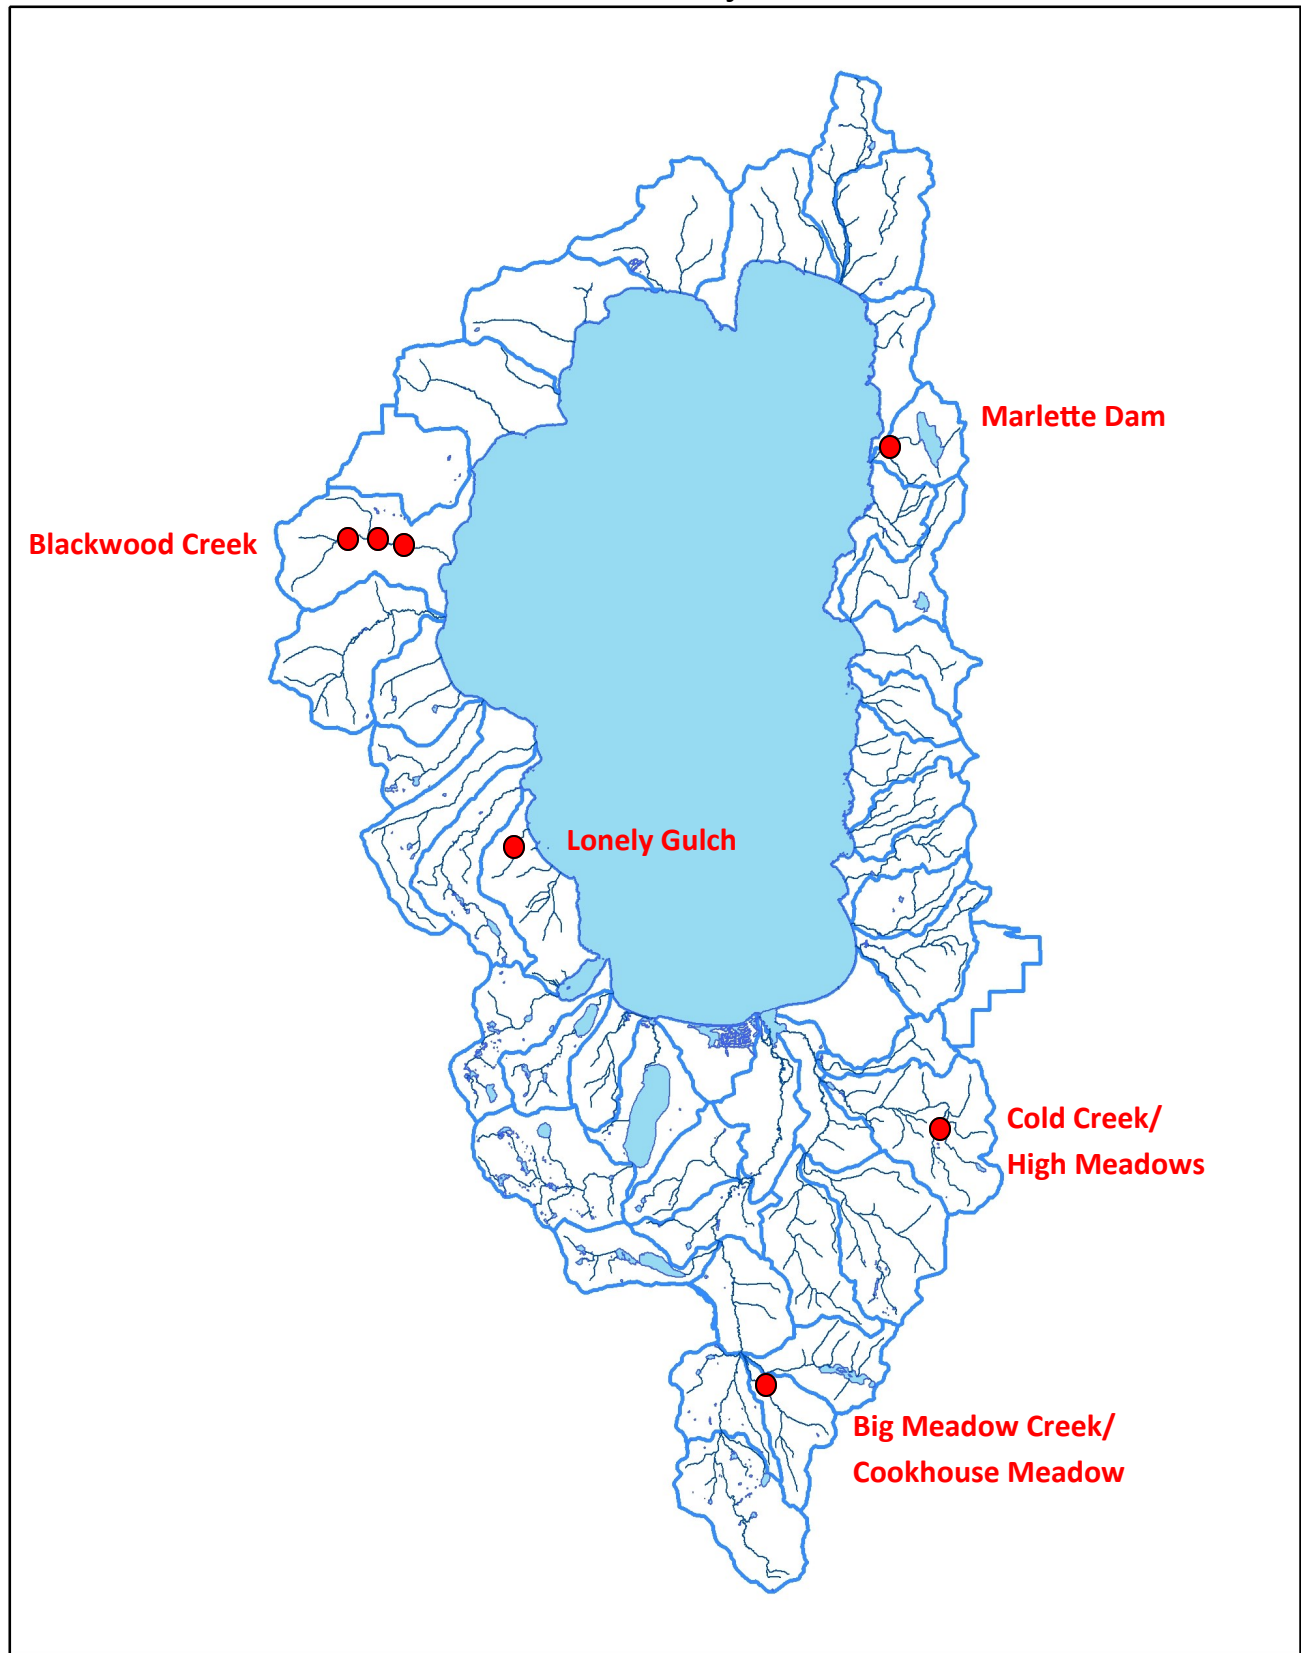 Marlette Dam
Blackwood Creek
Lonely Gulch
Cold Creek/
High Meadows
Big Meadow Creek/
Cookhouse Meadow